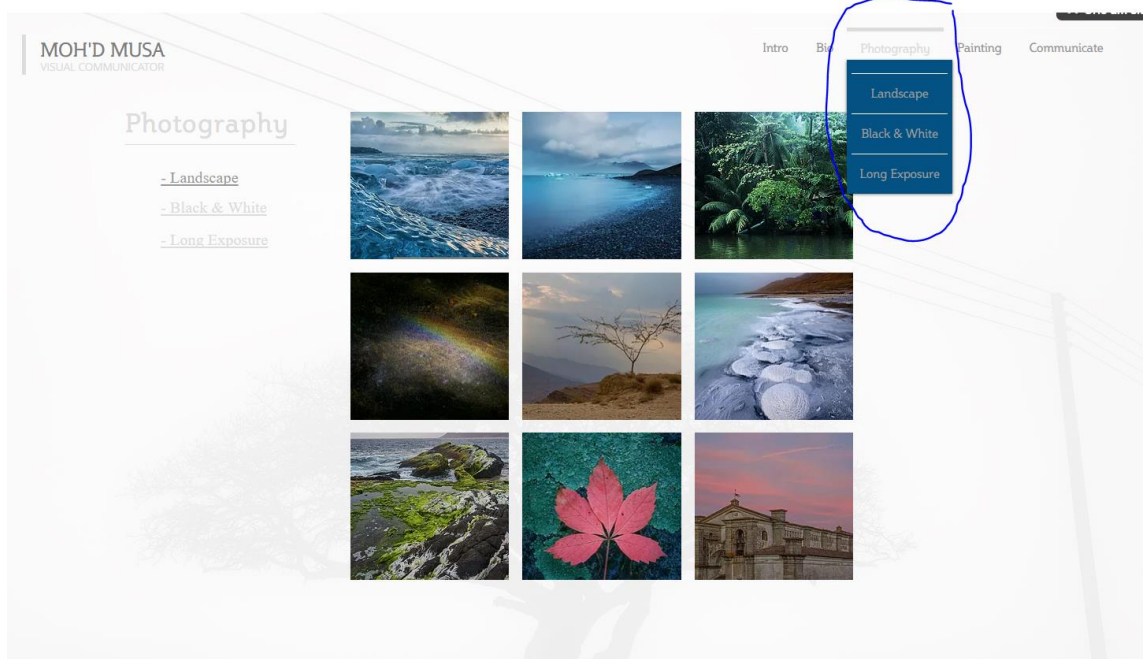 MOH'D MUSA
VISUAL COMMUNICATOR
Intro Bio Photography Painting Communicate
Landscape
Black & White
Long Exposure
Photography
- Landscape
- Black & White
- Long Exposure